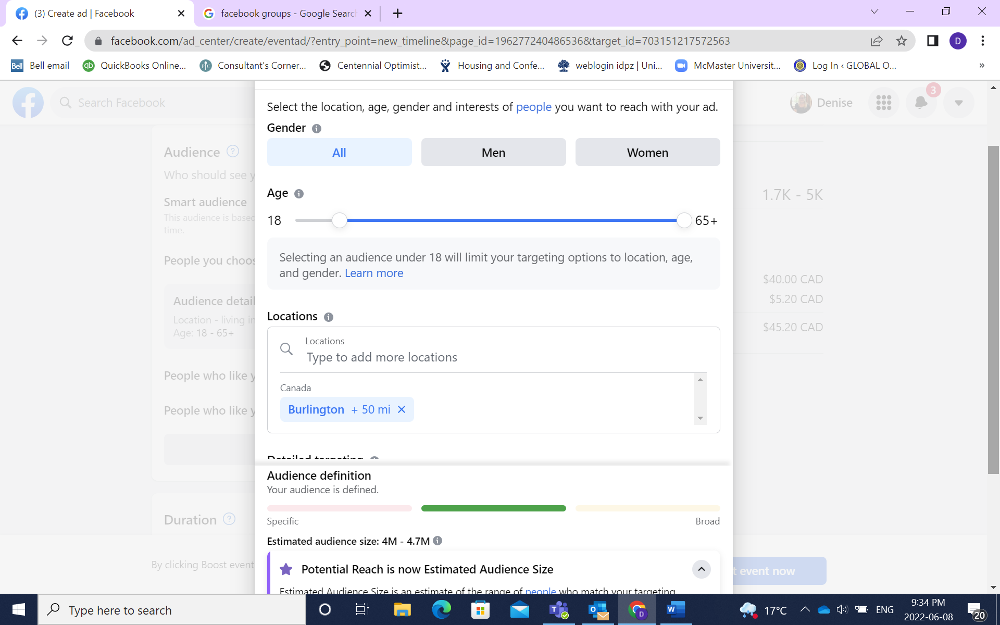 (3) Create ad | Facebook
facebook groups - Google Search
facebook.com/ad_center/create/eventad/?entry_point=new_timeline&page_id=196277240486536&target_id=703151217572563
D
Bell Bell email
qb QuickBooks Online...
Consultant's Corner...
Centennial Optimist...
Housing and Confe...
weblogin idpz | Uni...
McMaster Universit...
Log In ‹ GLOBAL O...
»
Search Facebook
Denise
3
Audience
Who should see y
Smart audience
This audience is based
time.
People you choos
Audience detail
Location - living in
Age: 18 - 65+
People who like y
People who like y
Duration
By clicking Boost event
Select the location, age, gender and interests of people you want to reach with your ad.
Gender
All
Men
Women
Age
18
65+
Selecting an audience under 18 will limit your targeting options to location, age,
and gender. Learn more
Locations
Locations
Type to add more locations
Canada
Burlington + 50 mi
Detailed targeting
Audience definition
Your audience is defined.
Specific
Broad
Estimated audience size: 4M - 4.7M
Potential Reach is now Estimated Audience Size
Estimated Audience Size is an estimate of the range of people who match your targeting
1.7K - 5K
$40.00 CAD
$5.20 CAD
$45.20 CAD
t event now
Type here to search
17°C
ENG
9:34 PM
2022-06-08
20